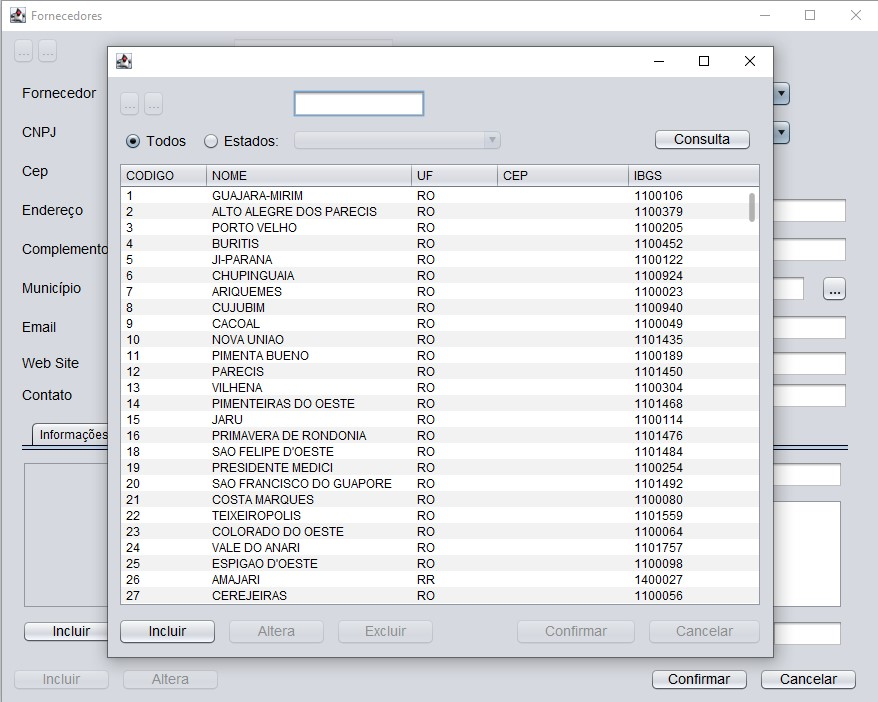 Fornecedores
... ...
Fornecedor
CNPJ
Cep
Endereço
Complemento
Município
...
Email
Web Site
Contato
Informações
Incluir
Incluir Altera
Confirmar Cancelar
... ...
Todos Estados:
Consulta
CODIGO NOME UF CEP IBGS
1 GUAJARA-MIRIM RO 1100106
2 ALTO ALEGRE DOS PARECIS RO 1100379
3 PORTO VELHO RO 1100205
4 BURITIS RO 1100452
5 JI-PARANA RO 1100122
6 CHUPINGUAIA RO 1100924
7 ARIQUEMES RO 1100023
8 CUJUBIM RO 1100940
9 CACOAL RO 1100049
10 NOVA UNIAO RO 1101435
11 PIMENTA BUENO RO 1100189
12 PARECIS RO 1101450
13 VILHENA RO 1100304
14 PIMENTEIRAS DO OESTE RO 1101468
15 JARU RO 1100114
16 PRIMAVERA DE RONDONIA RO 1101476
18 SAO FELIPE D'OESTE RO 1101484
19 PRESIDENTE MEDICI RO 1100254
20 SAO FRANCISCO DO GUAPORE RO 1101492
21 COSTA MARQUES RO 1100080
22 TEIXEIROPOLIS RO 1101559
23 COLORADO DO OESTE RO 1100064
24 VALE DO ANARI RO 1101757
25 ESPIGAO D'OESTE RO 1100098
26 AMAJARI RR 1400027
27 CEREJEIRAS RO 1100056
Incluir Altera Excluir Confirmar Cancelar